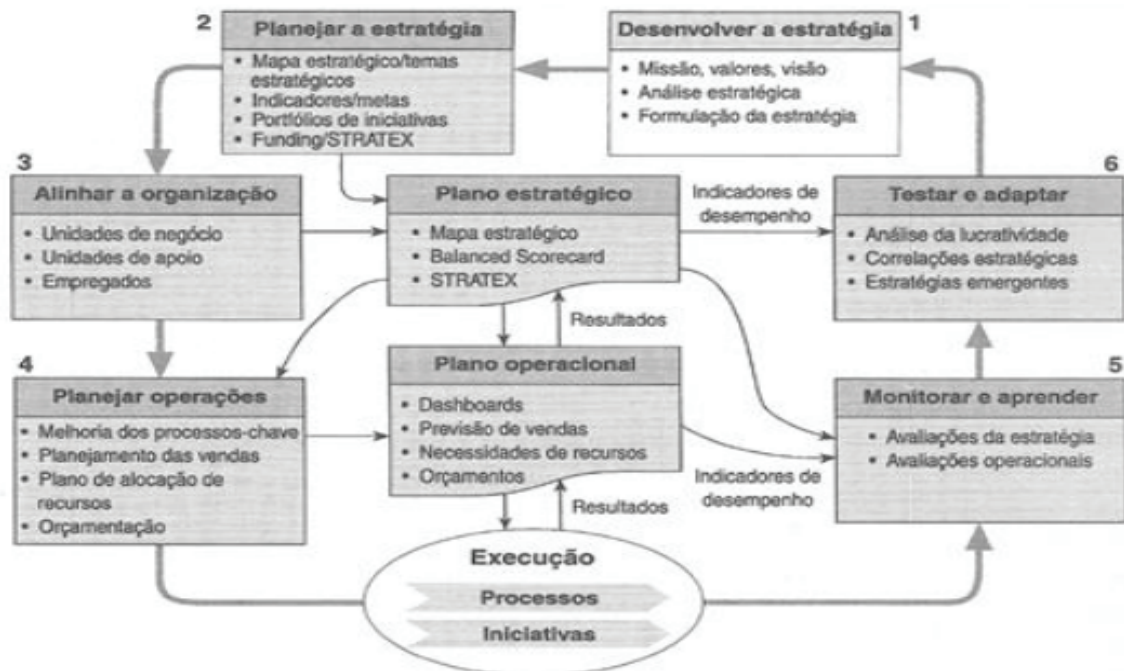 2
Planejar a estratégia
• Mapa estratégico/temas
estratégicos
• Indicadores/metas
• Portfólios de iniciativas
• Funding/STRATEX
1
Desenvolver a estratégia
• Missão, valores, visão
• Análise estratégica
• Formulação da estratégia
3
Alinhar a organização
• Unidades de negócio
• Unidades de apoio
• Empregados
Plano estratégico
• Mapa estratégico
• Balanced Scorecard
• STRATEX
Indicadores de
desempenho
6
Testar e adaptar
• Análise da lucratividade
• Correlações estratégicas
• Estratégias emergentes
Resultados
4
Planejar operações
• Melhoria dos processos-chave
• Planejamento das vendas
• Plano de alocação de
recursos
• Orçamentação
Plano operacional
• Dashboards
• Previsão de vendas
• Necessidades de recursos
• Orçamentos
Indicadores de
desempenho
5
Monitorar e aprender
• Avaliações da estratégia
• Avaliações operacionais
Resultados
Execução
Processos
Iniciativas